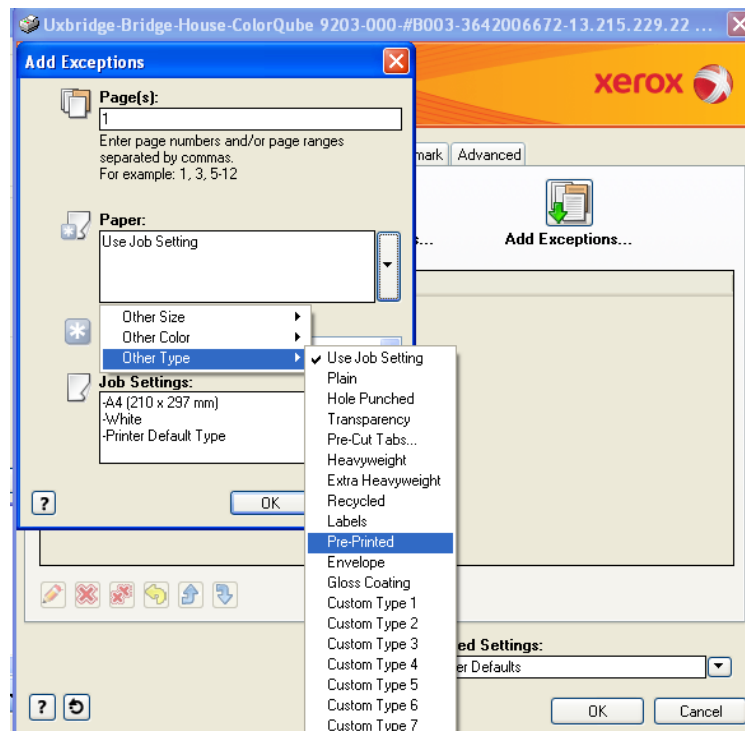 Uxbridge-Bridge-House-ColorQube 9203-000-#B003-3642006672-13.215.229.22 ...
Add Exceptions
xerox
Page(s):
1
Enter page numbers and/or page ranges
separated by commas.
For example: 1, 3, 5-12
mark
Advanced
Paper:
Use Job Setting
...
Add Exceptions...
Other Size
Other Color
Other Type
Use Job Setting
Plain
Hole Punched
Transparency
Pre-Cut Tabs...
Heavyweight
Extra Heavyweight
Recycled
Labels
Pre-Printed
Envelope
Gloss Coating
Custom Type 1
Custom Type 2
Custom Type 3
Custom Type 4
Custom Type 5
Custom Type 6
Custom Type 7
Job Settings:
-A4 (210 x 297 mm)
-White
-Printer Default Type
?
OK
ed Settings:
er Defaults
?
OK
Cancel